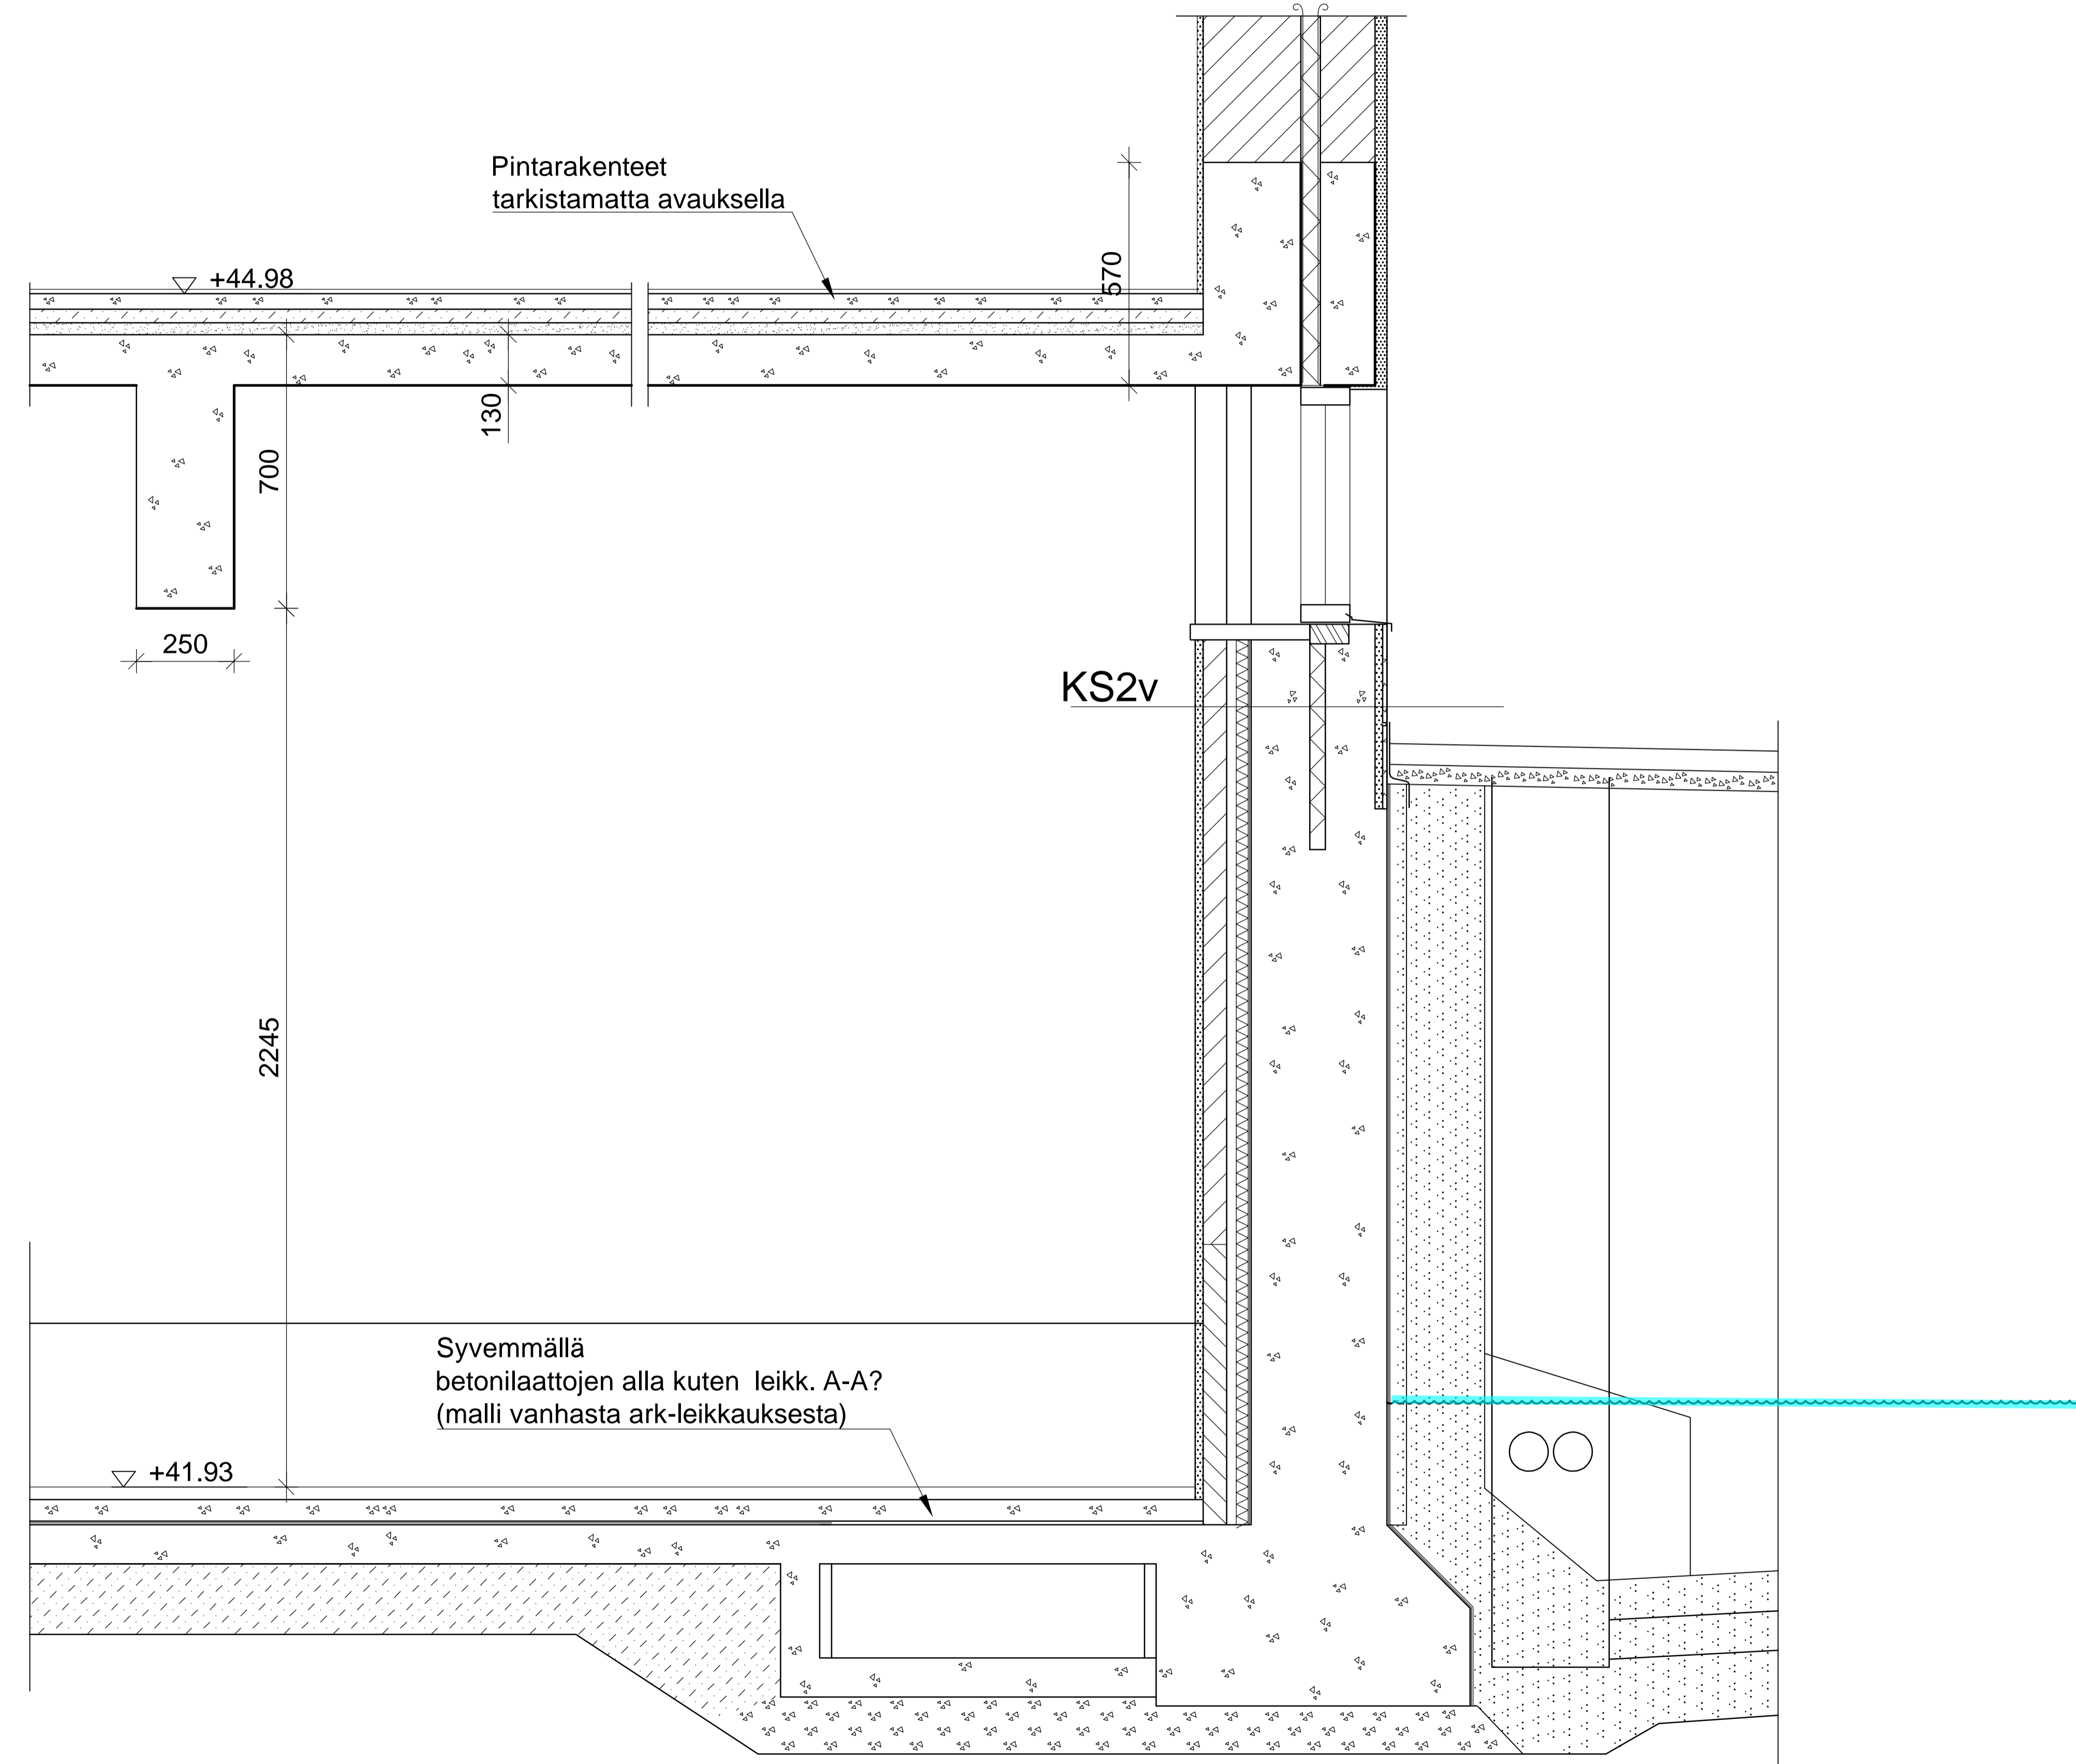 Pintarakenteet
tarkistamatta avauksella
+44.98
570
130
700
250
KS2v
2245
Syvemmällä
betonilaattojen alla kuten leikk. A-A?
(malli vanhasta ark-leikkauksesta)
+41.93